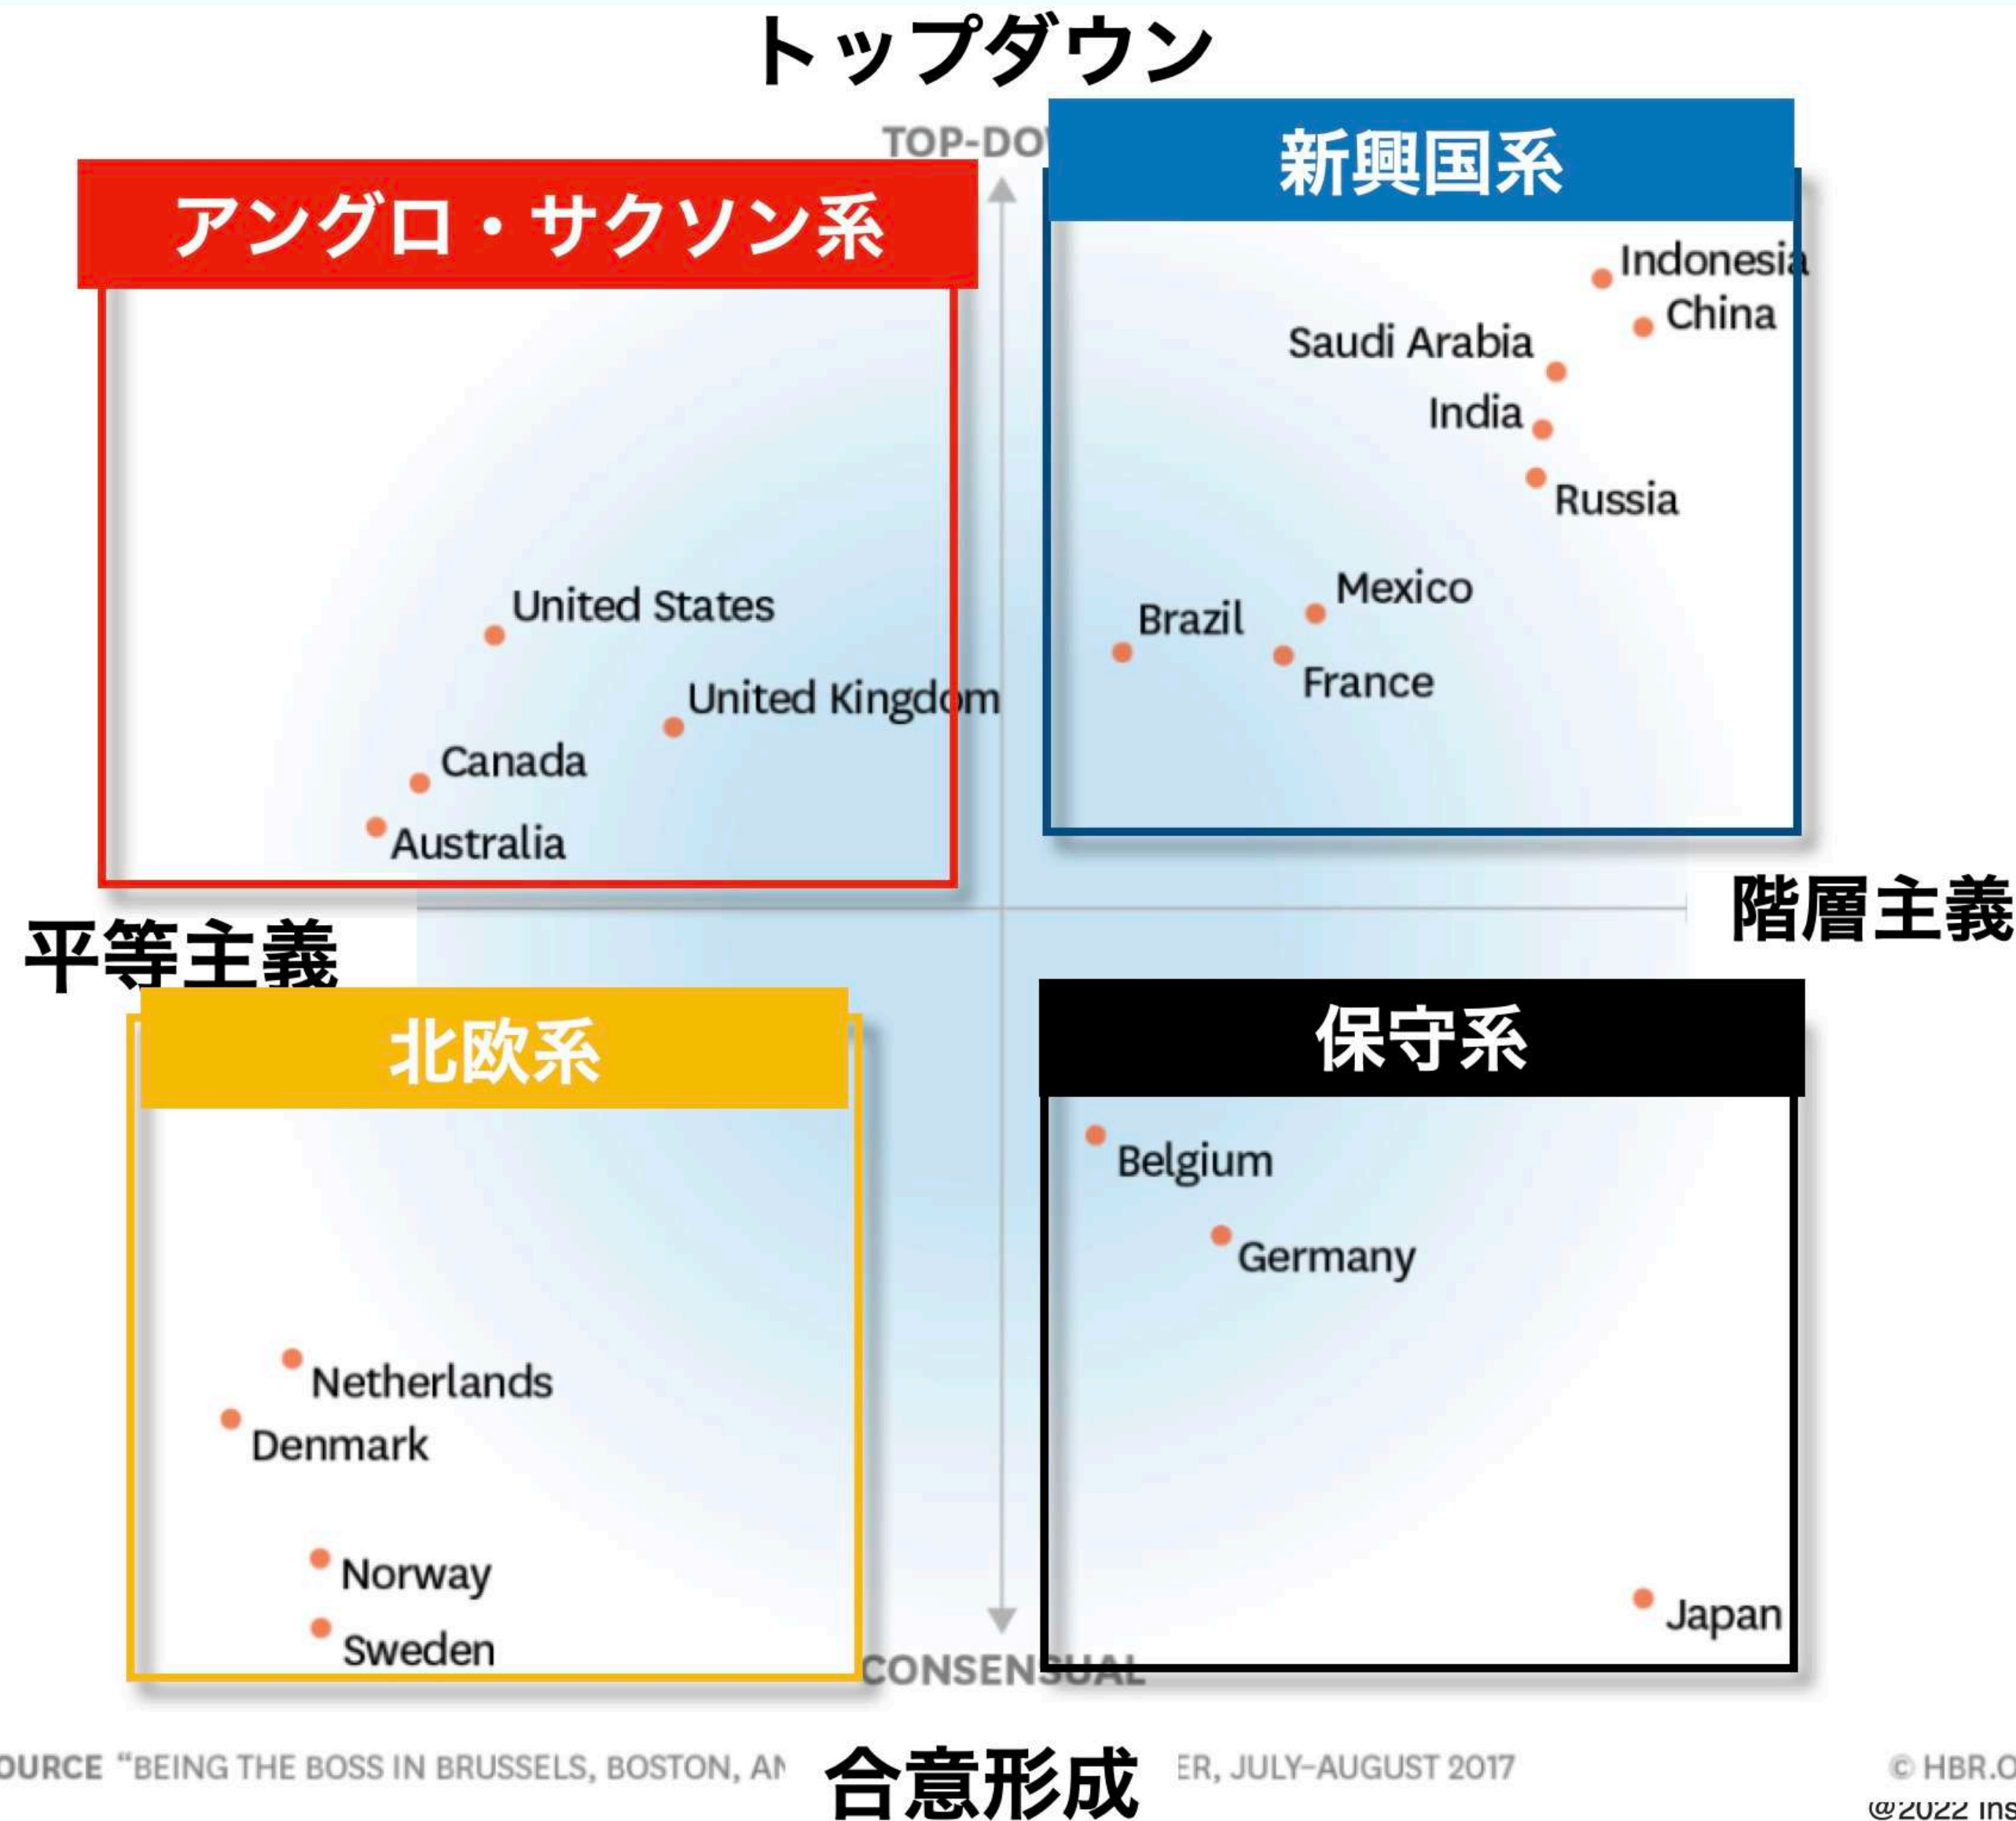 トップダウン
TOP-DO
新興国系
アングロ・サクソン系
Indonesia
China
Saudi Arabia
India
Russia
United States
Mexico
Brazil
United Kingdom
France
Canada
Australia
階層主義
平等主義
北欧系
保守系
Belgium
Germany
Netherlands
Denmark
Norway
Japan
Sweden
CONSENSUAL
OURCE “BEING THE BOSS IN BRUSSELS, BOSTON, AN
合意形成
ER, JULY–AUGUST 2017
© HBR.O
@2022 Ins